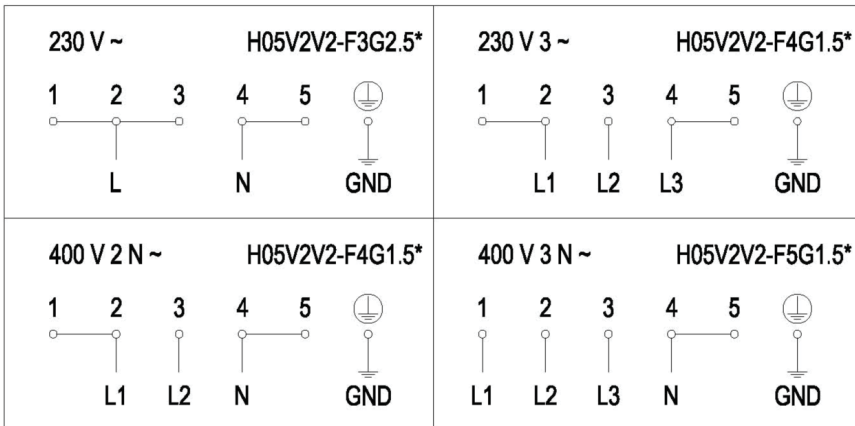 230 V ~ H05V2V2-F3G2.5*
1 2 3 4 5
L N GND
230 V 3 ~ H05V2V2-F4G1.5*
1 2 3 4 5
L1 L2 L3 GND
400 V 2 N ~ H05V2V2-F4G1.5*
1 2 3 4 5
L1 L2 N GND
400 V 3 N ~ H05V2V2-F5G1.5*
1 2 3 4 5
L1 L2 L3 N GND